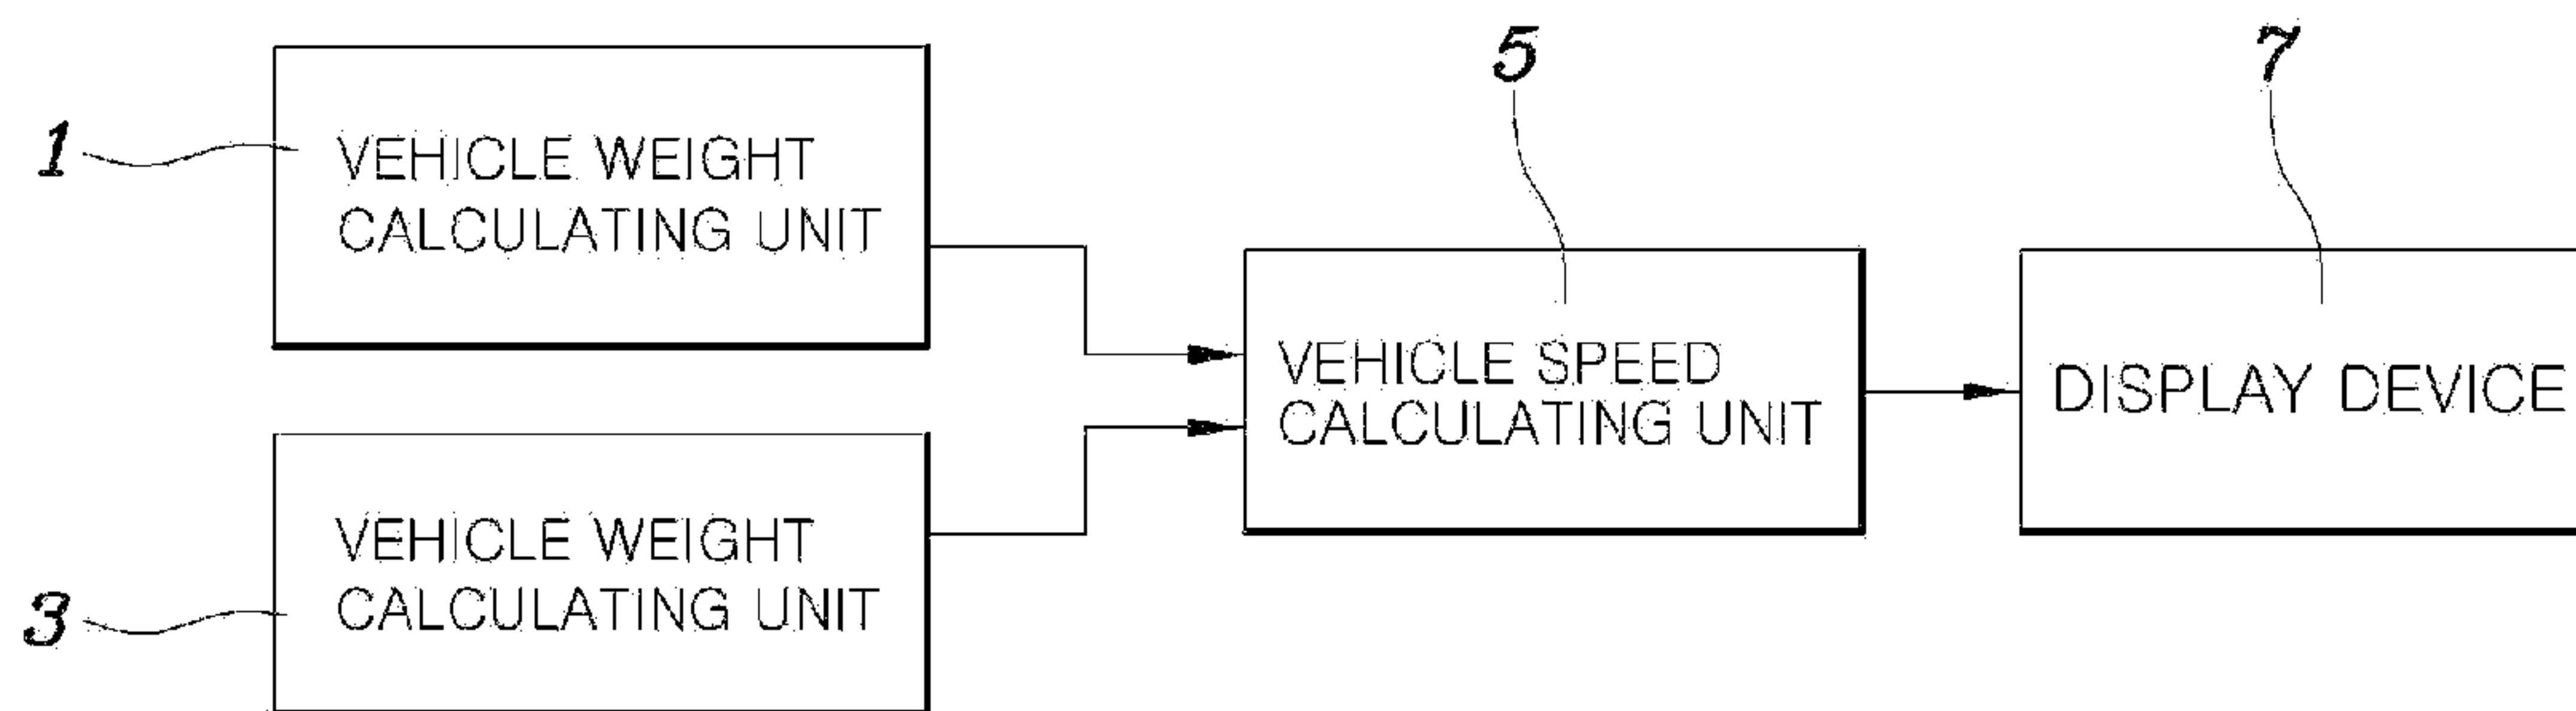 1
VEHICLE WEIGHT
CALCULATING UNIT
3
VEHICLE WEIGHT
CALCULATING UNIT
5
VEHICLE SPEED
CALCULATING UNIT
7
DISPLAY DEVICE